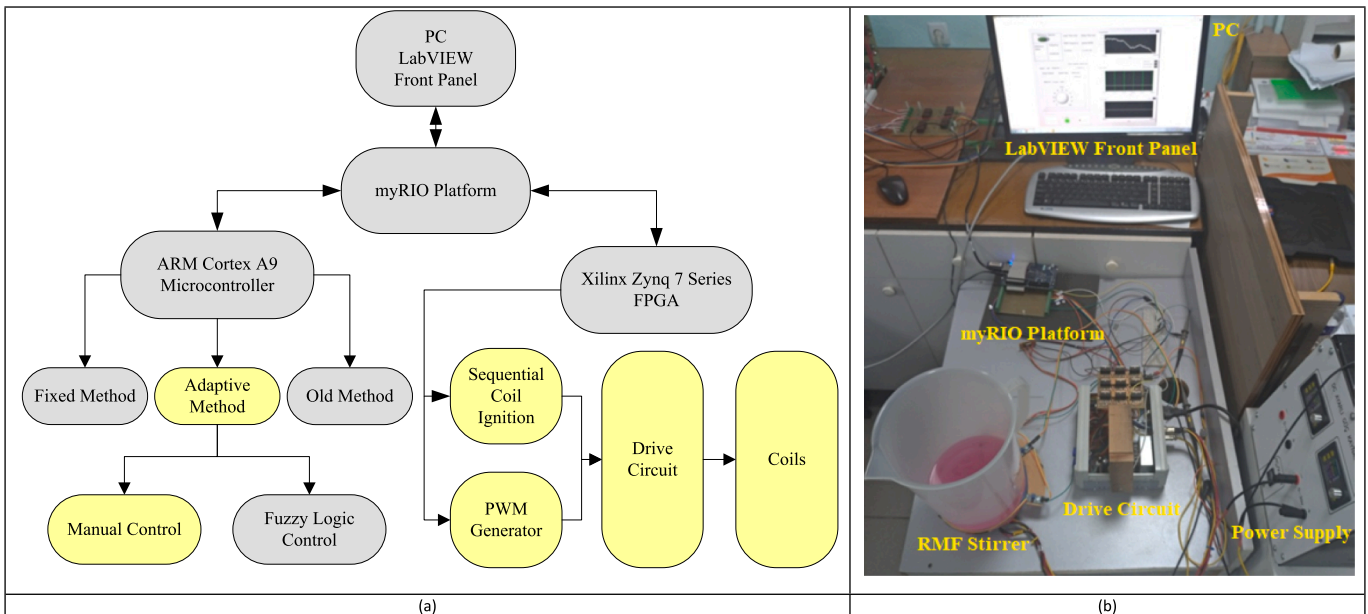 PC
LabVIEW
Front Panel
myRIO Platform
ARM Cortex A9
Microcontroller
Xilinx Zynq 7 Series
FPGA
Fixed Method
Adaptive
Method
Old Method
Manual Control
Fuzzy Logic
Control
Sequential
Coil
Ignition
PWM
Generator
Drive
Circuit
Coils
(a)
PC
LabVIEW Front Panel
myRIO Platform
Drive Circuit
RMF Stirrer
Power Supply
(b)